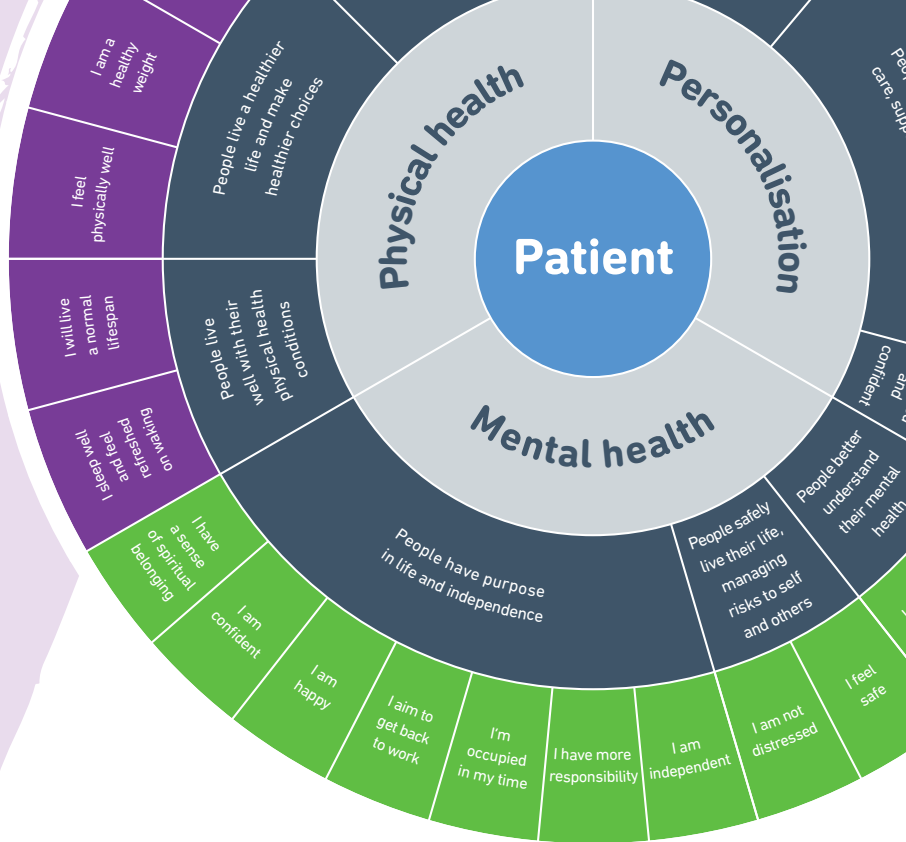 Patient
Physical health
Personalisation
Mental health
People live a healthier
life and make
healthier choices
People live
well with their
physical health
conditions
People have purpose
in life and independence
People safely
live their life,
managing
risks to self
and others
People better
understand
their mental
health
care, supp
confident
and
I am a
healthy
weight
I feel
physically well
I will live
a normal
lifespan
I sleep well
and feel
refreshed
on waking
I have
a sense
of spiritual
belonging
I am
confident
I am
happy
I aim to
get back
to work
I'm
occupied
in my time
I have more
responsibility
I am
independent
I am not
distressed
I feel
safe